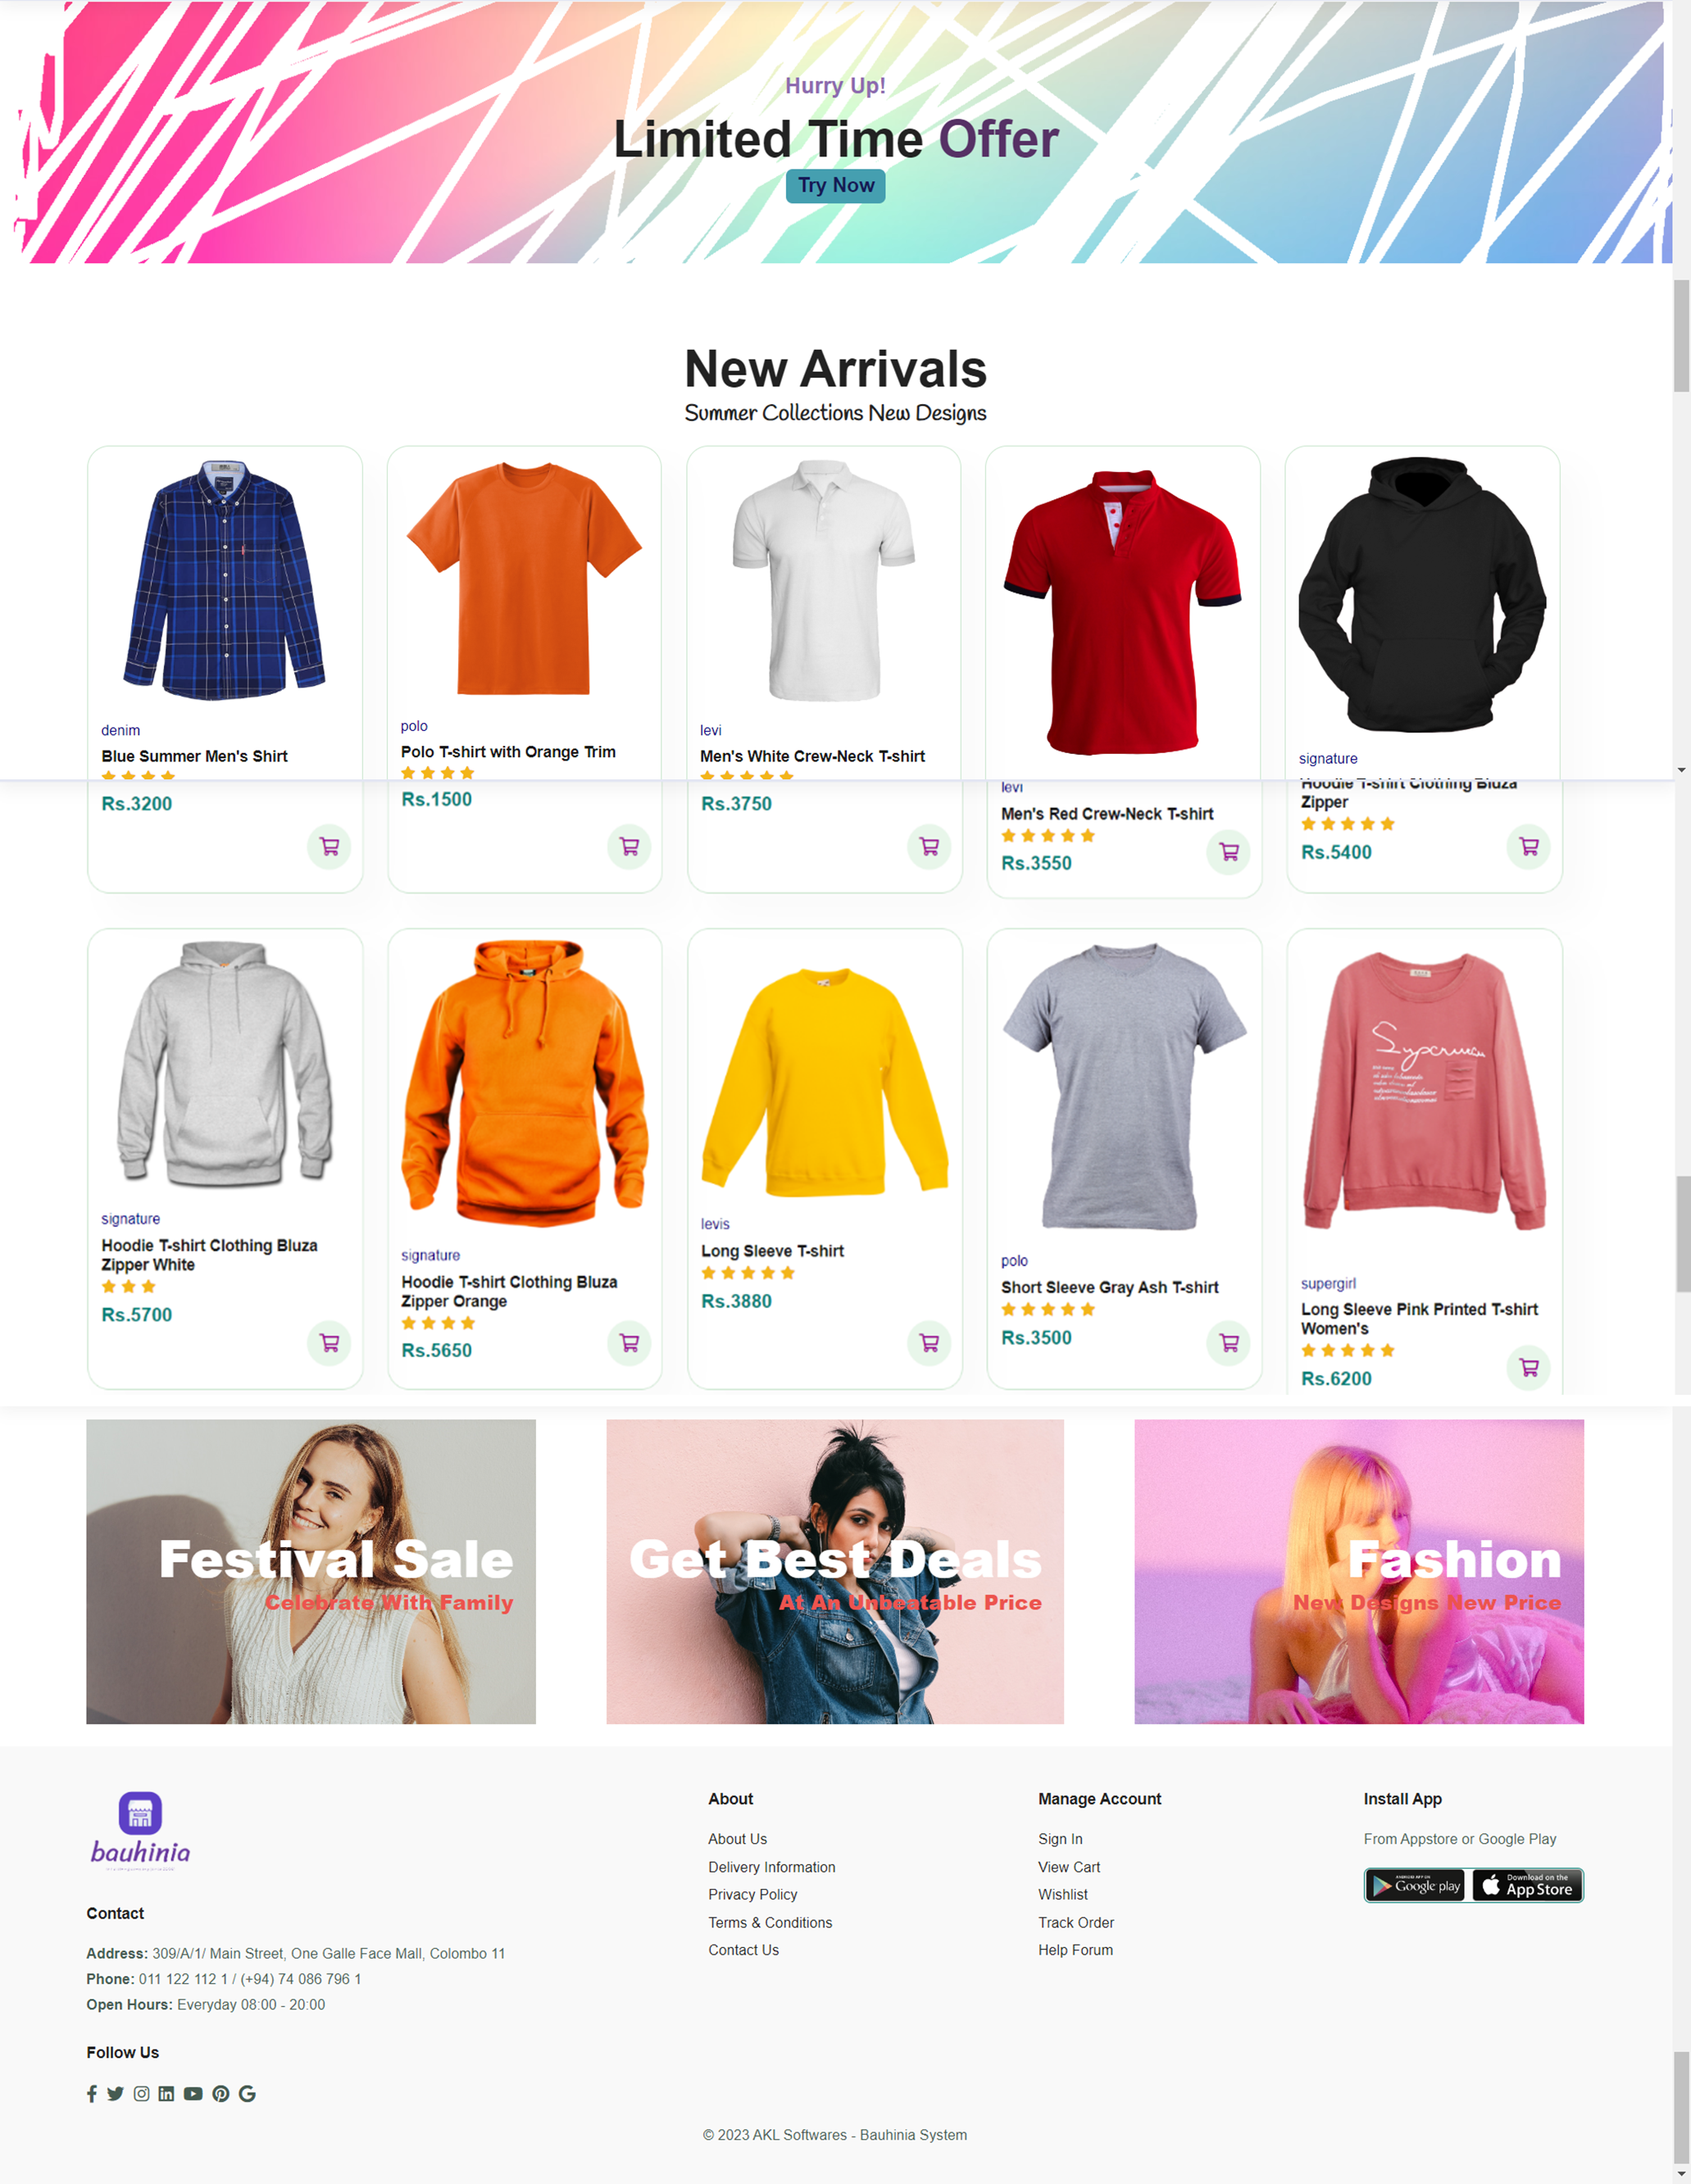 Hurry Up!
Limited Time Offer
Try Now
New Arrivals
Summer Collections New Designs
denim
Blue Summer Men's Shirt
Rs.3200
polo
Polo T-shirt with Orange Trim
Rs.1500
levi
Men's White Crew-Neck T-shirt
Rs.3750
levi
Men's Red Crew-Neck T-shirt
Rs.3550
signature
Hoodie T-shirt Clothing Bluza
Zipper
Rs.5400
signature
Hoodie T-shirt Clothing Bluza
Zipper White
Rs.5700
signature
Hoodie T-shirt Clothing Bluza
Zipper Orange
Rs.5650
levis
Long Sleeve T-shirt
Rs.3880
polo
Short Sleeve Gray Ash T-shirt
Rs.3500
supergirl
Long Sleeve Pink Printed T-shirt
Women's
Rs.6200
Festival Sale
Celebrate With Family
Get Best Deals
At An Unbeatable Price
Fashion
New Designs New Price
bauhinia
Contact
Address: 309/A/1/ Main Street, One Galle Face Mall, Colombo 11
Phone: 011 122 112 1 / (+94) 74 086 796 1
Open Hours: Everyday 08:00 - 20:00
Follow Us
About
About Us
Delivery Information
Privacy Policy
Terms & Conditions
Contact Us
Manage Account
Sign In
View Cart
Wishlist
Track Order
Help Forum
Install App
From Appstore or Google Play
ANDROID APP ON
Google play
Download on the
App Store
© 2023 AKL Softwares - Bauhinia System